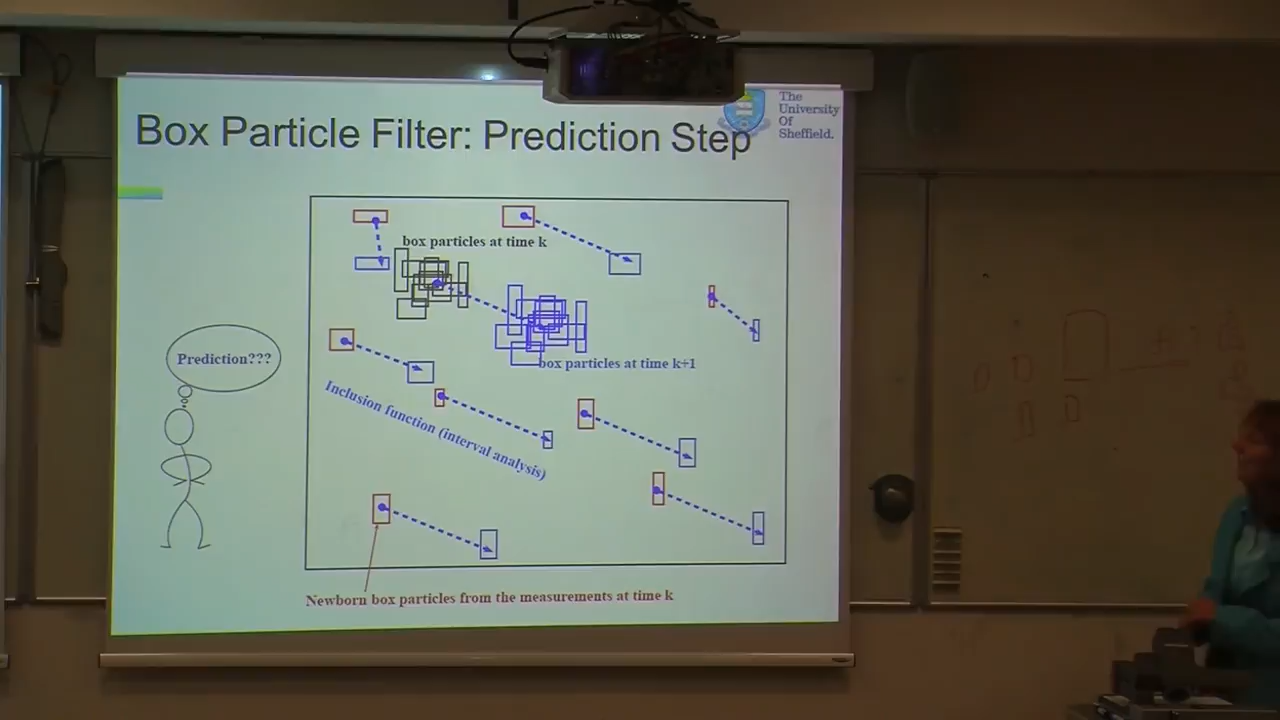 The
University
Of
Sheffield.
Box Particle Filter: Prediction Step
box particles at time k
box particles at time k+1
Prediction???
Inclusion function (interval analysis)
Newborn box particles from the measurements at time k